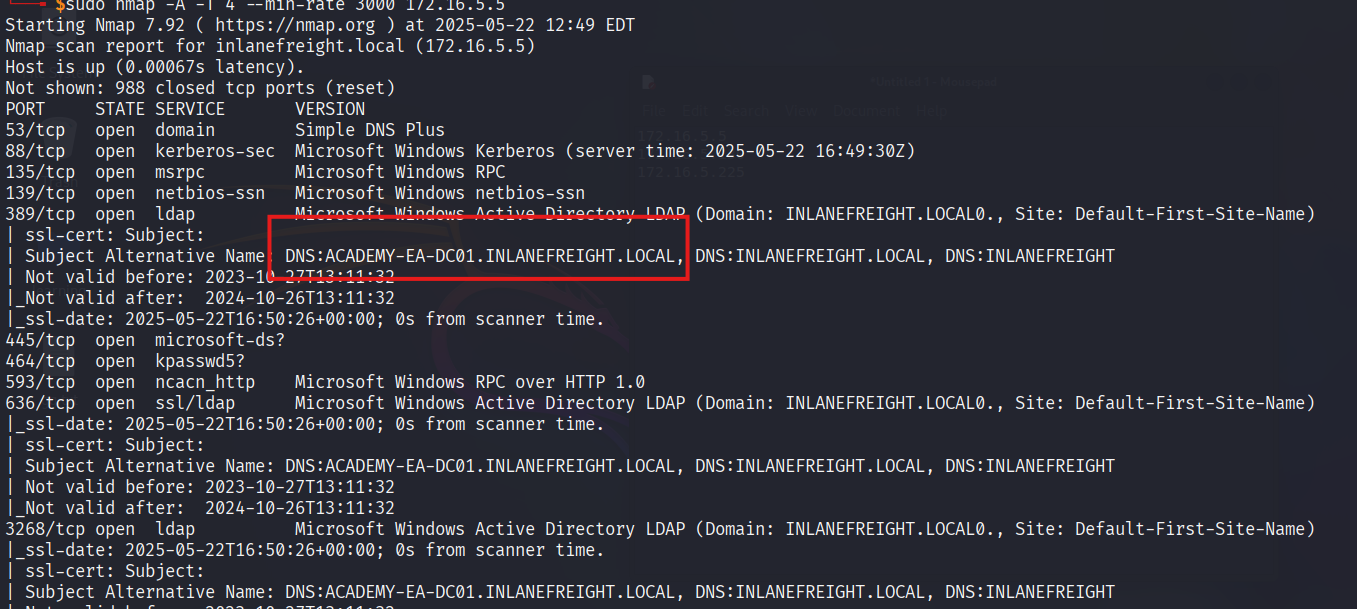 $sudo nmap -A -T 4 --min-rate 3000 172.16.5.5
Starting Nmap 7.92 ( https://nmap.org ) at 2025-05-22 12:49 EDT
Nmap scan report for inlanefreight.local (172.16.5.5)
Host is up (0.00067s latency).
Not shown: 988 closed tcp ports (reset)
PORT     STATE SERVICE       VERSION
53/tcp   open  domain        Simple DNS Plus
88/tcp   open  kerberos-sec  Microsoft Windows Kerberos (server time: 2025-05-22 16:49:30Z)
135/tcp  open  msrpc         Microsoft Windows RPC
139/tcp  open  netbios-ssn   Microsoft Windows netbios-ssn
389/tcp  open  ldap          Microsoft Windows Active Directory LDAP (Domain: INLANEFREIGHT.LOCAL0., Site: Default-First-Site-Name)
| ssl-cert: Subject:
| Subject Alternative Name: DNS:ACADEMY-EA-DC01.INLANEFREIGHT.LOCAL, DNS:INLANEFREIGHT.LOCAL, DNS:INLANEFREIGHT
| Not valid before: 2023-10-27T13:11:32
|_Not valid after:  2024-10-26T13:11:32
|_ssl-date: 2025-05-22T16:50:26+00:00; 0s from scanner time.
445/tcp  open  microsoft-ds?
464/tcp  open  kpasswd5?
593/tcp  open  ncacn_http    Microsoft Windows RPC over HTTP 1.0
636/tcp  open  ssl/ldap      Microsoft Windows Active Directory LDAP (Domain: INLANEFREIGHT.LOCAL0., Site: Default-First-Site-Name)
|_ssl-date: 2025-05-22T16:50:26+00:00; 0s from scanner time.
| ssl-cert: Subject:
| Subject Alternative Name: DNS:ACADEMY-EA-DC01.INLANEFREIGHT.LOCAL, DNS:INLANEFREIGHT.LOCAL, DNS:INLANEFREIGHT
| Not valid before: 2023-10-27T13:11:32
|_Not valid after:  2024-10-26T13:11:32
3268/tcp open  ldap          Microsoft Windows Active Directory LDAP (Domain: INLANEFREIGHT.LOCAL0., Site: Default-First-Site-Name)
|_ssl-date: 2025-05-22T16:50:26+00:00; 0s from scanner time.
| ssl-cert: Subject:
| Subject Alternative Name: DNS:ACADEMY-EA-DC01.INLANEFREIGHT.LOCAL, DNS:INLANEFREIGHT.LOCAL, DNS:INLANEFREIGHT
File Edit Search View Document Help
172.16.5.5
172.16.5.225